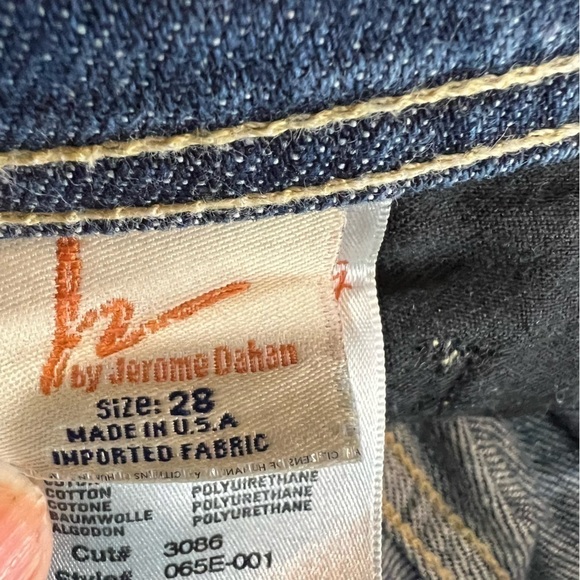 by Jerome Dahan
Size: 28
MADE IN U.S.A
IMPORTED FABRIC
COTTON POLYURETHANE
COTONE POLYURETHANE
BAUMWOLLE POLYURETHANE
ALGODON
Cut# 3086
Style# 065E-001